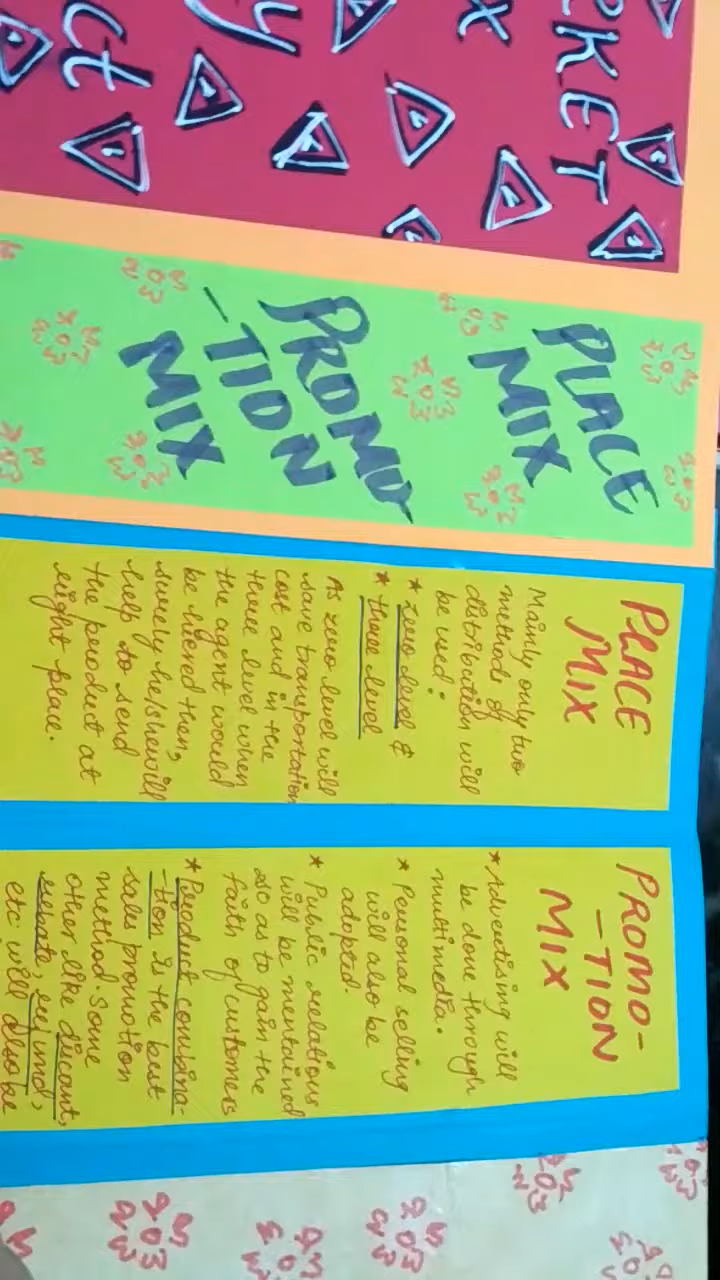 RKET
X
y
ct
PLACE
MIX
PROMO
-TION
MIX
PLACE
MIX
Mainly only two
methods of
distribution will
be used:
* zero level &
* three level
As zero level will
save transportation
cost and in the
three level when
the agent would
be hiered then,
surely he/she will
help to send
the product at
right place.
PROMO-
-TION
MIX
* Advertising will
be done through
multimedia.
* Personal selling
will also be
adopted.
* Public relations
will be mentained
so as to gain the
faith of customers
* Product combina-
-tion is the best
sales promotion
method some
other like discant,
rebate, refund,
etc will also be